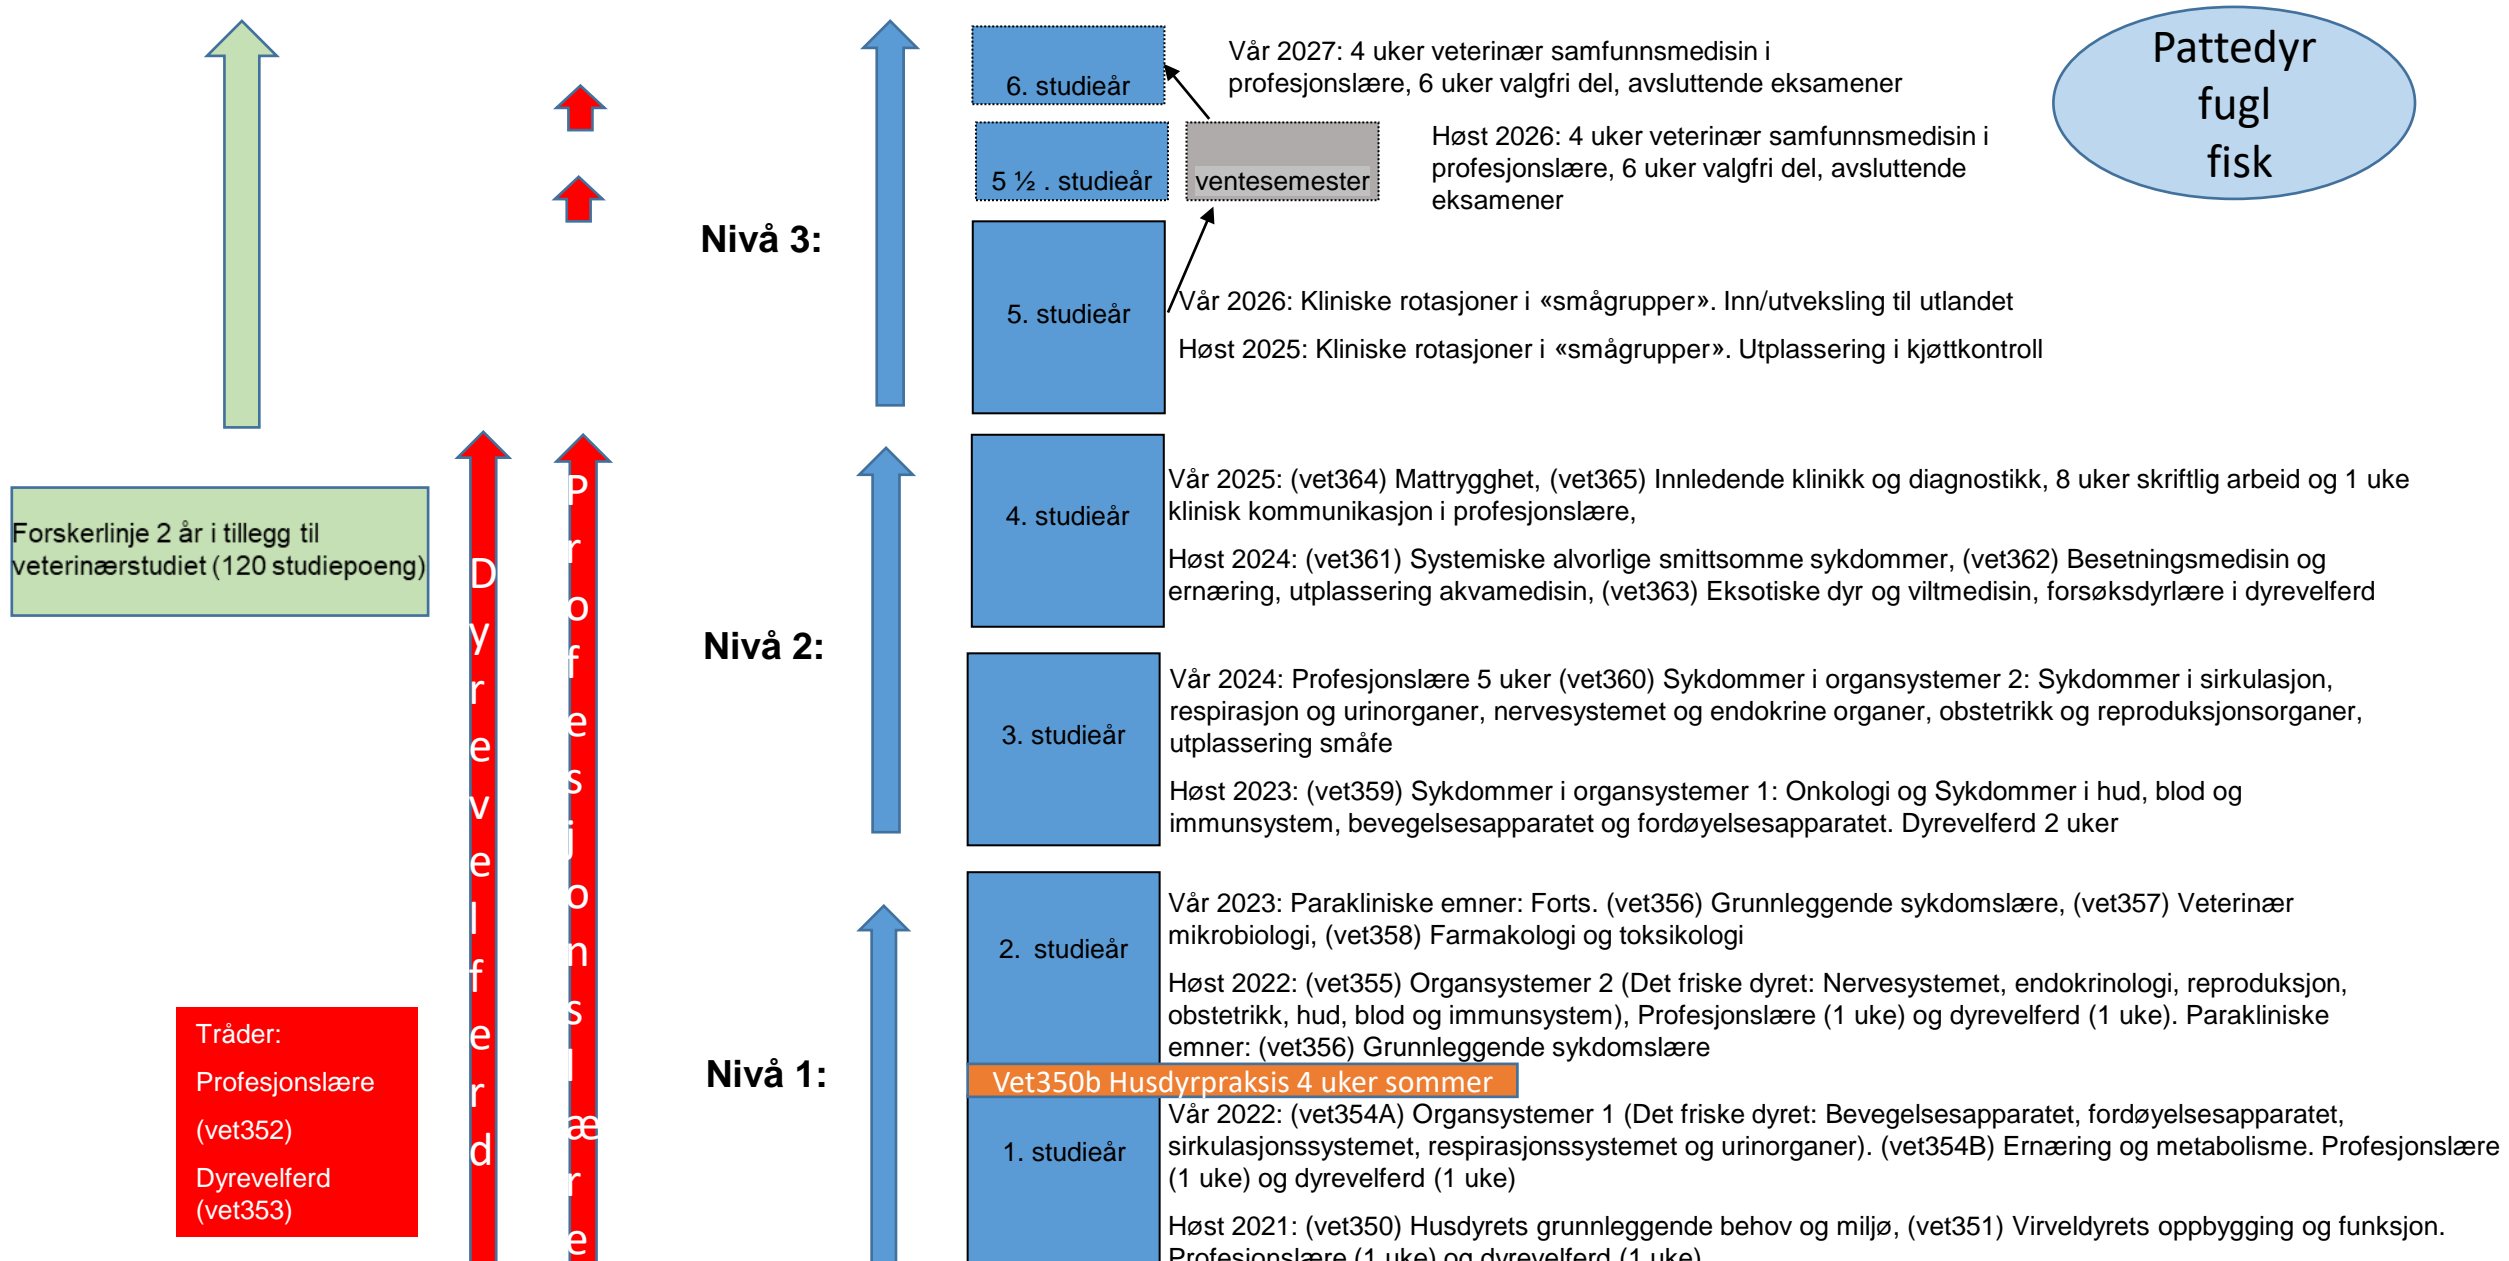 Vår 2027: 4 uker veterinær samfunnsmedisin i
profesjonslære, 6 uker valgfri del, avsluttende eksamener
6. studieår
Pattedyr
fugl
fisk
Høst 2026: 4 uker veterinær samfunnsmedisin i
profesjonslære, 6 uker valgfri del, avsluttende
eksamener
5 ½ . studieår
ventesemester
Nivå 3:
5. studieår
Vår 2026: Kliniske rotasjoner i «smågrupper». Inn/utveksling til utlandet
Høst 2025: Kliniske rotasjoner i «smågrupper». Utplassering i kjøttkontroll
Forskerlinje 2 år i tillegg til
veterinærstudiet (120 studiepoeng)
Dyrevelferd
Profesjonslære
Nivå 2:
4. studieår
Vår 2025: (vet364) Mattrygghet, (vet365) Innledende klinikk og diagnostikk, 8 uker skriftlig arbeid og 1 uke
klinisk kommunikasjon i profesjonslære,
Høst 2024: (vet361) Systemiske alvorlige smittsomme sykdommer, (vet362) Besetningsmedisin og
ernæring, utplassering akvamedisin, (vet363) Eksotiske dyr og viltmedisin, forsøksdyrlære i dyrevelferd
3. studieår
Vår 2024: Profesjonslære 5 uker (vet360) Sykdommer i organsystemer 2: Sykdommer i sirkulasjon,
respirasjon og urinorganer, nervesystemet og endokrine organer, obstetrikk og reproduksjonsorganer,
utplassering småfe
Høst 2023: (vet359) Sykdommer i organsystemer 1: Onkologi og Sykdommer i hud, blod og
immunsystem, bevegelsesapparatet og fordøyelsesapparatet. Dyrevelferd 2 uker
Tråder:
Profesjonslære
(vet352)
Dyrevelferd
(vet353)
Nivå 1:
2. studieår
Vår 2023: Parakliniske emner: Forts. (vet356) Grunnleggende sykdomslære, (vet357) Veterinær
mikrobiologi, (vet358) Farmakologi og toksikologi
Høst 2022: (vet355) Organsystemer 2 (Det friske dyret: Nervesystemet, endokrinologi, reproduksjon,
obstetrikk, hud, blod og immunsystem), Profesjonslære (1 uke) og dyrevelferd (1 uke). Parakliniske
emner: (vet356) Grunnleggende sykdomslære
Vet350b Husdyrpraksis 4 uker sommer
1. studieår
Vår 2022: (vet354A) Organsystemer 1 (Det friske dyret: Bevegelsesapparatet, fordøyelsesapparatet,
sirkulasjonssystemet, respirasjonssystemet og urinorganer). (vet354B) Ernæring og metabolisme. Profesjonslære
(1 uke) og dyrevelferd (1 uke)
Høst 2021: (vet350) Husdyrets grunnleggende behov og miljø, (vet351) Virveldyrets oppbygging og funksjon.
Profesjonslære (1 uke) og dyrevelferd (1 uke)